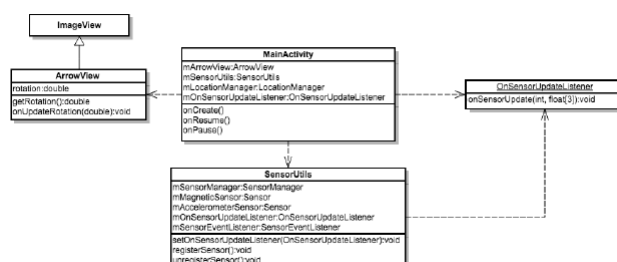 ImageView
ArrowView
rotation:double
getRotation():double
onUpdateRotation(double):void
MainActivity
mArrowView:ArrowView
mSensorUtils:SensorUtils
mLocationManager:LocationManager
mOnSensorUpdateListener:OnSensorUpdateListener
onCreate()
onResume()
onPause()
OnSensorUpdateListener
onSensorUpdate(int, float[3]):void
SensorUtils
mSensorManager:SensorManager
mMagneticSensor:Sensor
mAccelerometerSensor:Sensor
mOnSensorUpdateListener:OnSensorUpdateListener
mSensorEventListener:SensorEventListener
setOnSensorUpdateListener(OnSensorUpdateListener):void
registerSensor():void
unregisterSensor():void